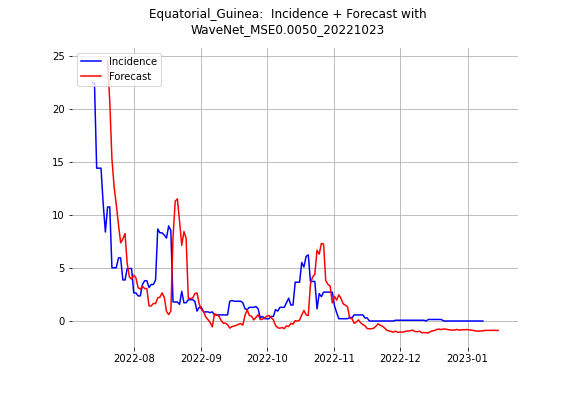 Equatorial_Guinea:  Incidence + Forecast with
WaveNet_MSE0.0050_20221023
Incidence
Forecast
25
20
15
10
5
0
2022-08 2022-09 2022-10 2022-11 2022-12 2023-01